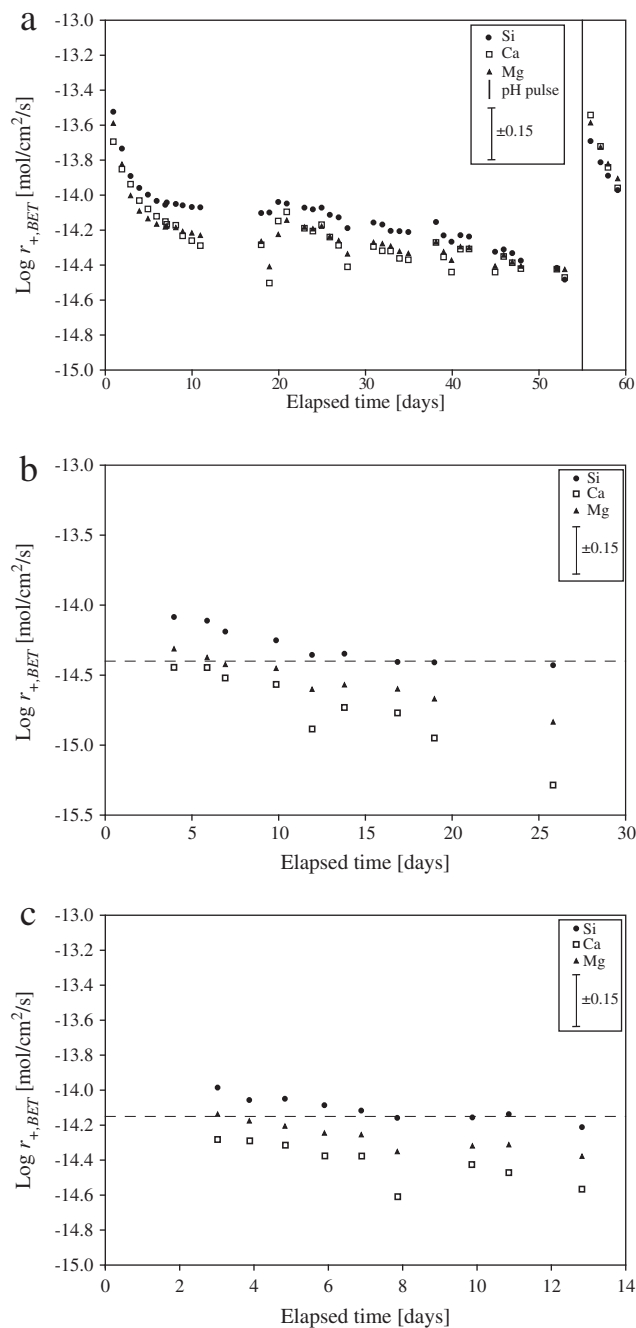 a
-13.0
-13.2
-13.4
-13.6
-13.8
-14.0
-14.2
-14.4
-14.6
-14.8
-15.0
Log r+,BET [mol/cm²/s]
Si
Ca
Mg
pH pulse
±0.15
0 10 20 30 40 50 60
Elapsed time [days]
b
-13.0
-13.5
-14.0
-14.5
-15.0
-15.5
Log r+,BET [mol/cm²/s]
Si
Ca
Mg
±0.15
0 5 10 15 20 25 30
Elapsed time [days]
c
-13.0
-13.2
-13.4
-13.6
-13.8
-14.0
-14.2
-14.4
-14.6
-14.8
-15.0
Log r+,BET [mol/cm²/s]
Si
Ca
Mg
±0.15
0 2 4 6 8 10 12 14
Elapsed time [days]